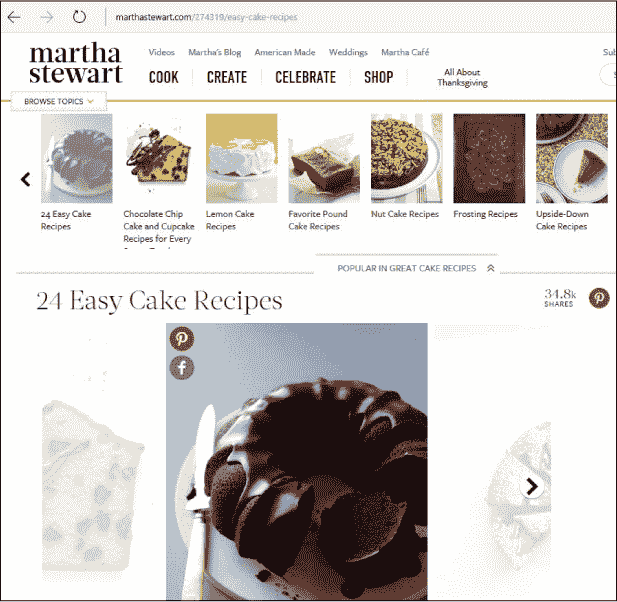 marthastewart.com/274319/easy-cake-recipes
martha
stewart
Videos Martha's Blog American Made Weddings Martha Café
COOK CREATE CELEBRATE SHOP
All About
Thanksgiving
BROWSE TOPICS
24 Easy Cake
Recipes
Chocolate Chip
Cake and Cupcake
Recipes for Every
Lemon Cake
Recipes
Favorite Pound
Cake Recipes
Nut Cake Recipes
Frosting Recipes
Upside-Down
Cake Recipes
POPULAR IN GREAT CAKE RECIPES
24 Easy Cake Recipes
34.8k
SHARES